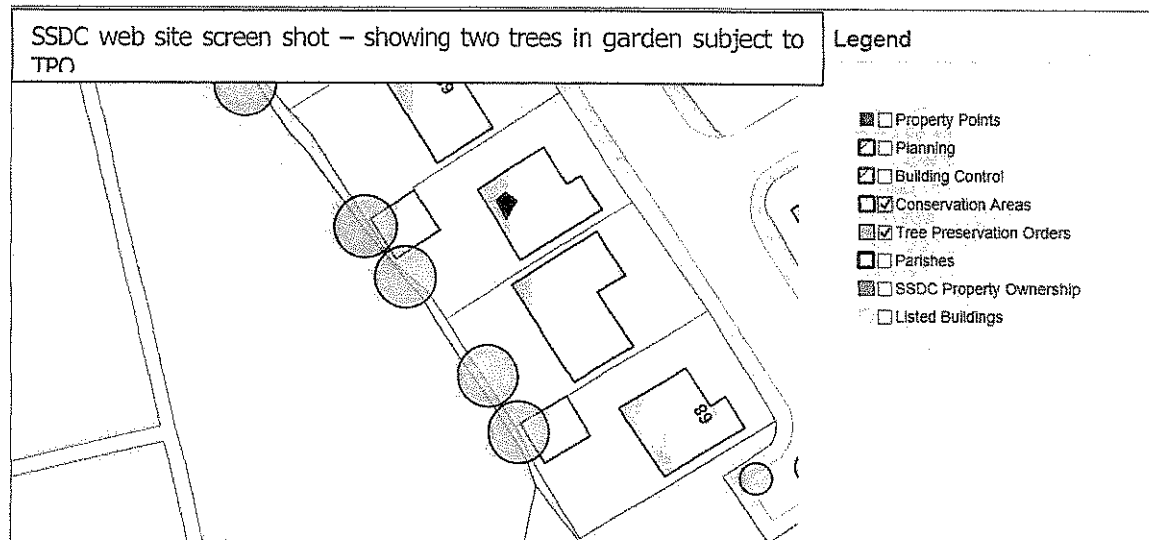 SSDC web site screen shot – showing two trees in garden subject to
TPO
Legend
Property Points
Planning
Building Control
Conservation Areas
Tree Preservation Orders
Parishes
SSDC Property Ownership
Listed Buildings
68